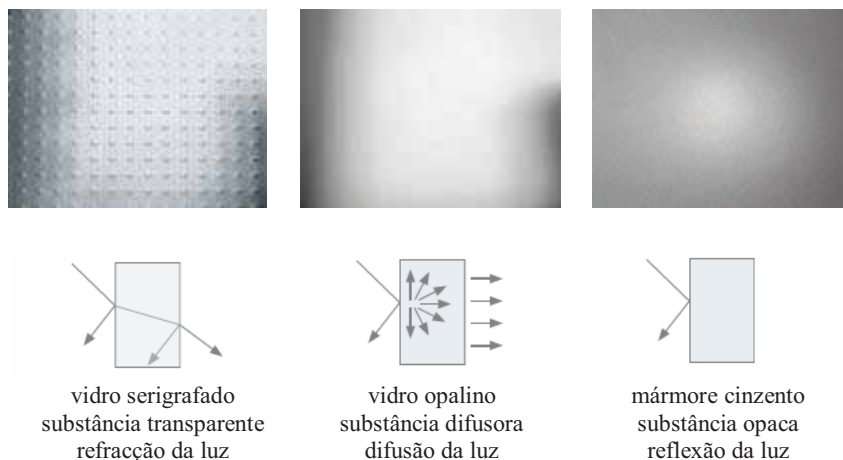 vidro serigrafado
substância transparente
refracção da luz
vidro opalino
substância difusora
difusão da luz
mármore cinzento
substância opaca
reflexão da luz